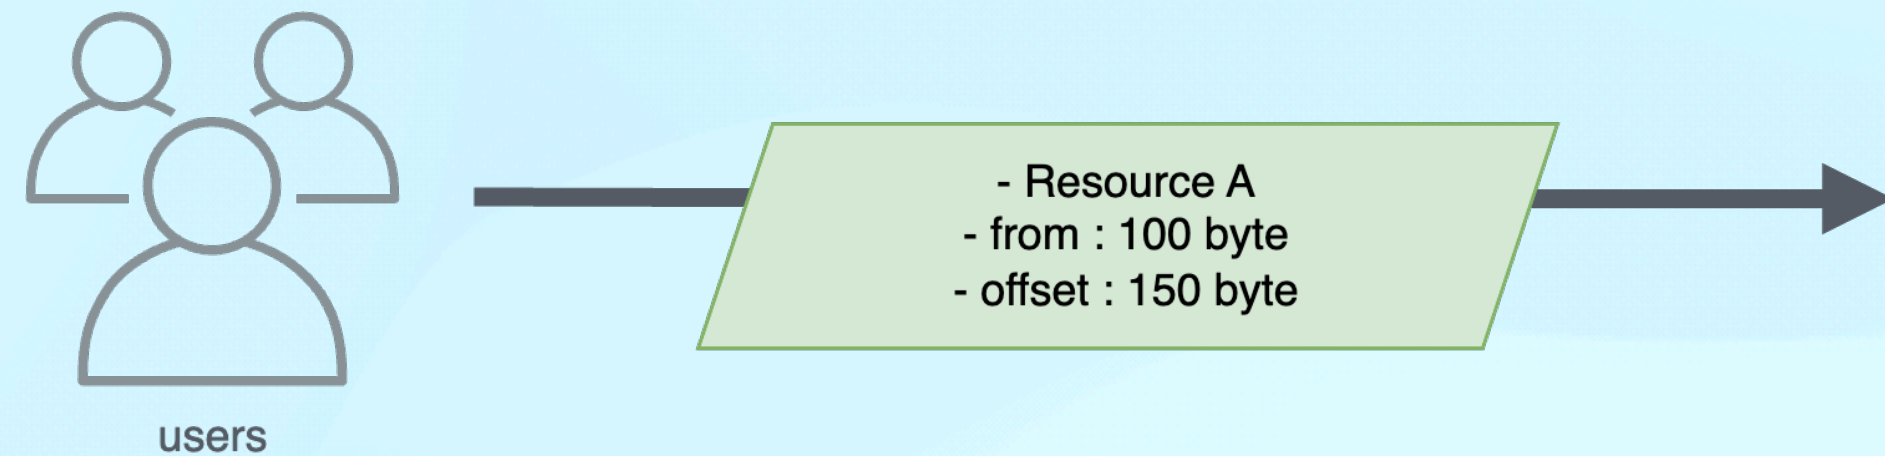 - Resource A
- from : 100 byte
- offset : 150 byte
users